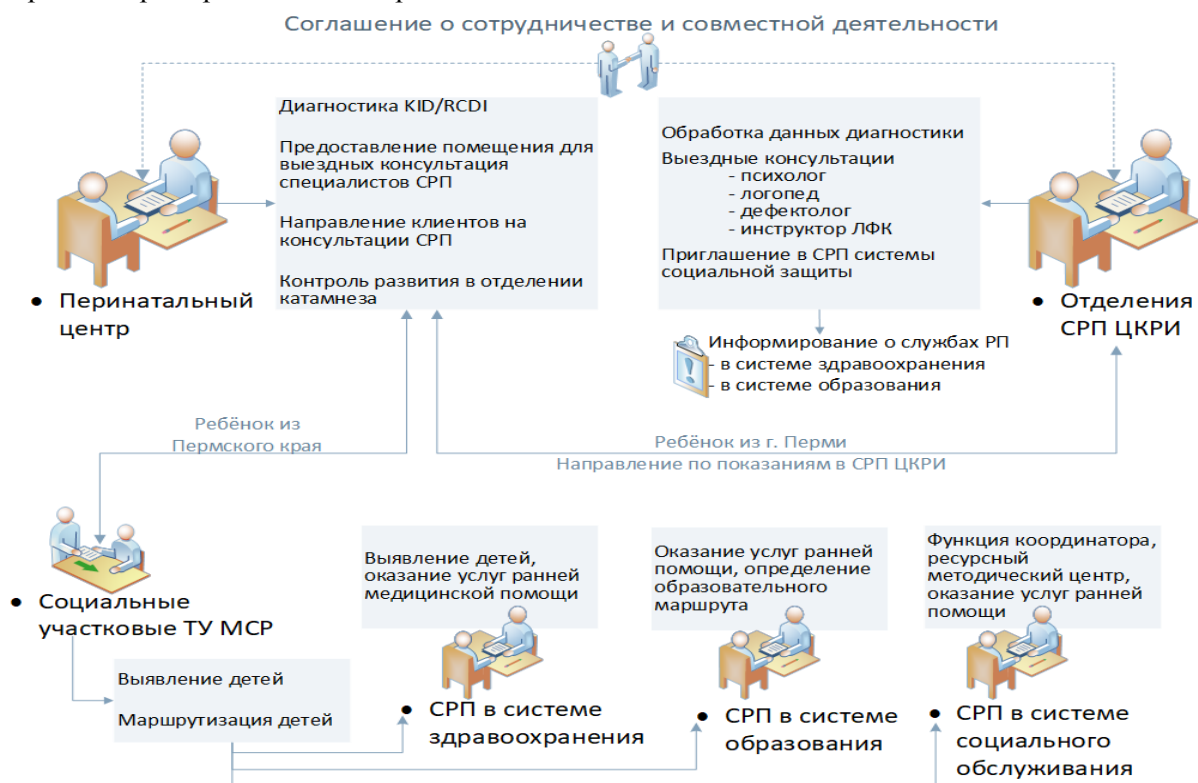 Соглашение о сотрудничестве и совместной деятельности
Диагностика KID/RCDI
Предоставление помещения для
выездных консультация
специалистов СРП
Направление клиентов на
консультации СРП
Контроль развития в отделении
катамнеза
Обработка данных диагностики
Выездные консультации
- психолог
- логопед
- дефектолог
- инструктор ЛФК
Приглашение в СРП системы
социальной защиты
• Перинатальный
центр
• Отделения
СРП ЦКРИ
Информирование о службах РП
- в системе здравоохранения
- в системе образования
Ребёнок из
Пермского края
Ребёнок из г. Перми
Направление по показаниям в СРП ЦКРИ
• Социальные
участковые ТУ МСР
Выявление детей,
оказание услуг ранней
медицинской помощи
Оказание услуг ранней
помощи, определение
образовательного
маршрута
Функция координатора,
ресурсный
методический центр,
оказание услуг ранней
помощи
Выявление детей
Маршрутизация детей
• СРП в системе
здравоохранения
• СРП в системе
образования
• СРП в системе
социального
обслуживания